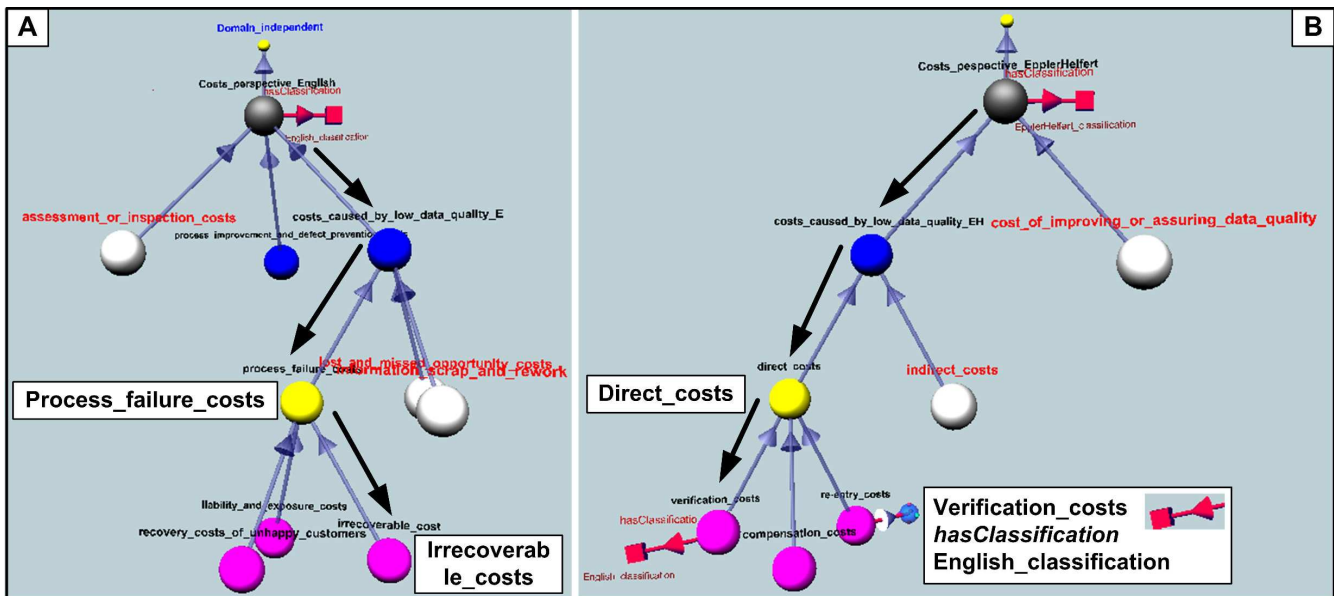 A
Domain_independent
Costs_perspective_English
hasClassification
English_classification
assessment_or_inspection_costs
costs_caused_by_low_data_quality_E
process_improvement_and_defect_prevention
process_failure_costs
lost_and_missed_opportunity_costs
information_scrap_and_rework
Process_failure_costs
liability_and_exposure_costs
recovery_costs_of_unhappy_customers
irrecoverable_cost
Irrecoverab
le_costs
B
Costs_pespective_EpplerHelfert
hasClassification
EpplerHelfert_classification
costs_caused_by_low_data_quality_EH
cost_of_improving_or_assuring_data_quality
direct_costs
indirect_costs
Direct_costs
verification_costs
re-entry_costs
hasClassificatio
compensation_costs
English_classification
Verification_costs
hasClassification
English_classification